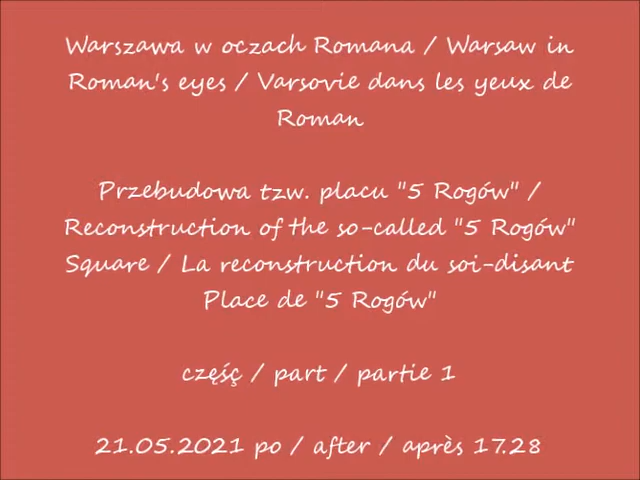 Warszawa w oczach Romana / Warsaw in
Roman's eyes / Varsovie dans les yeux de
Roman
Przebudowa tzw. placu "5 Rogów" /
Reconstruction of the so-called "5 Rogów"
Square / La reconstruction du soi-disant
Place de "5 Rogów"
częśç / part / partie 1
21.05.2021 po / after / après 17.28